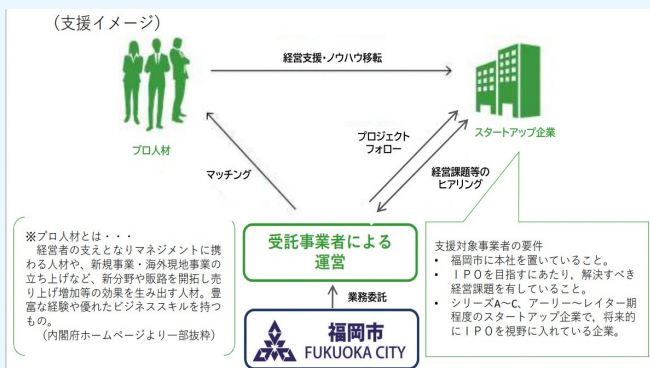 (支援イメージ)
経営支援・ノウハウ移転
プロ人材
スタートアップ企業
プロジェクト
フォロー
マッチング
経営課題等の
ヒアリング
※プロ人材とは・・・
経営者の支えとなりマネジメントに携
わる人材や、新規事業・海外現地事業の
立ち上げなど、新分野や販路を開拓し売
り上げ増加等の効果を生み出す人材。豊
富な経験や優れたビジネススキルを持つ
もの。
(内閣府ホームページより一部抜粋)
受託事業者による
運営
業務委託
福岡市
FUKUOKA CITY
支援対象事業者の要件
• 福岡市に本社を置いていること。
• ＩＰＯを目指すにあたり，解決すべき
経営課題を有していること。
• シリーズA～C、アーリー～レイター期
程度のスタートアップ企業で，将来的
にＩＰＯを視野に入れている企業。